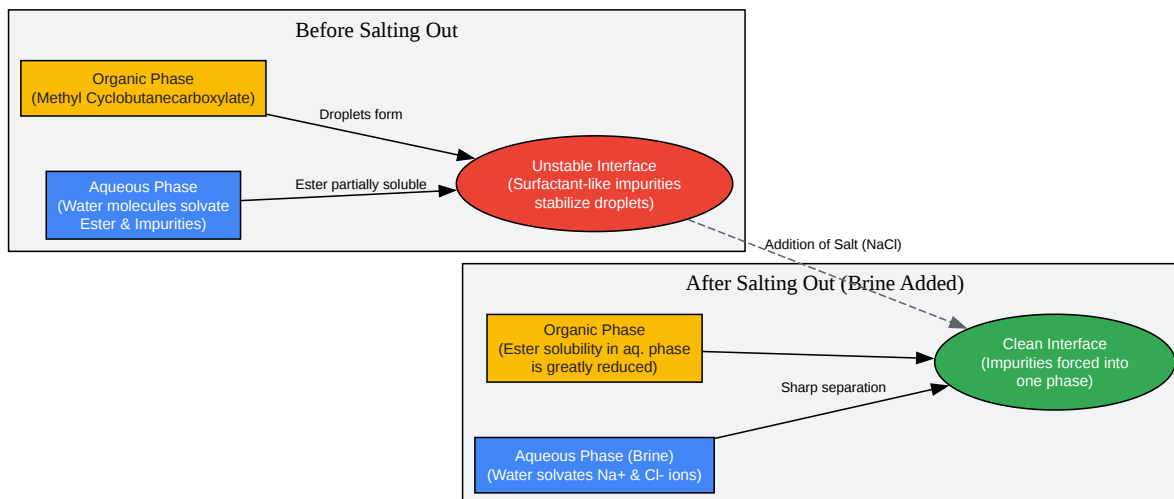 Before Salting Out
Organic Phase
(Methyl Cyclobutanecarboxylate)
Droplets form
Aqueous Phase
(Water molecules solvate
Ester & Impurities)
Ester partially soluble
Unstable Interface
(Surfactant-like impurities
stabilize droplets)
Addition of Salt (NaCl)
After Salting Out (Brine Added)
Organic Phase
(Ester solubility in aq. phase
is greatly reduced)
Clean Interface
(Impurities forced into
one phase)
Sharp separation
Aqueous Phase (Brine)
(Water solvates Na+ & Cl- ions)